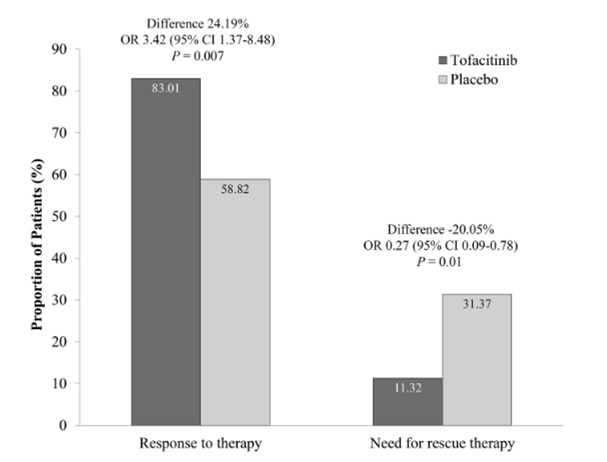 Difference 24.19%
OR 3.42 (95% CI 1.37-8.48)
P = 0.007
Tofacitinib
Placebo
Proportion of Patients (%)
90
80
70
60
50
40
30
20
10
0
83.01
58.82
Difference -20.05%
OR 0.27 (95% CI 0.09-0.78)
P = 0.01
31.37
11.32
Response to therapy
Need for rescue therapy